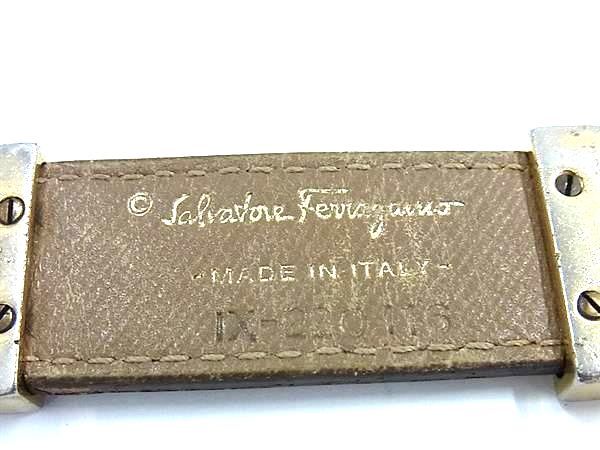 © Salvatore Ferragamo
-MADE IN ITALY-